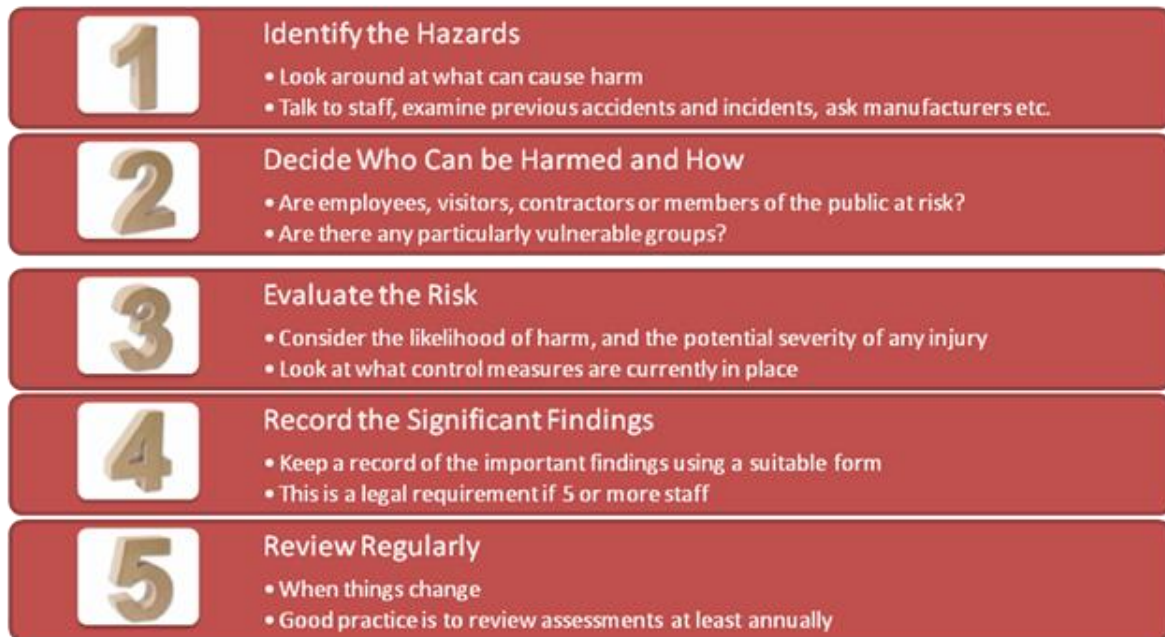 1
Identify the Hazards
• Look around at what can cause harm
• Talk to staff, examine previous accidents and incidents, ask manufacturers etc.
2
Decide Who Can be Harmed and How
• Are employees, visitors, contractors or members of the public at risk?
• Are there any particularly vulnerable groups?
3
Evaluate the Risk
• Consider the likelihood of harm, and the potential severity of any injury
• Look at what control measures are currently in place
4
Record the Significant Findings
• Keep a record of the important findings using a suitable form
• This is a legal requirement if 5 or more staff
5
Review Regularly
• When things change
• Good practice is to review assessments at least annually